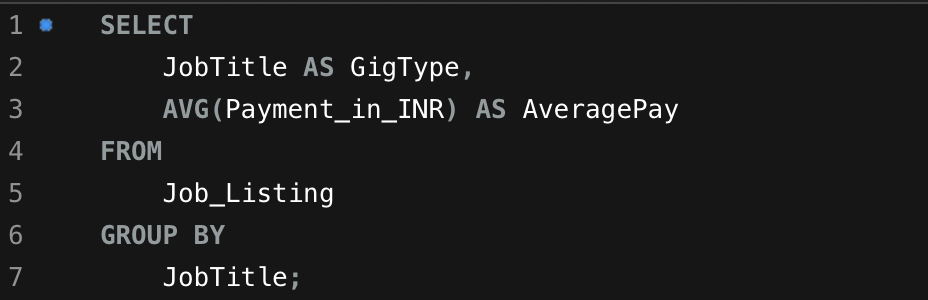 1 SELECT
2 JobTitle AS GigType,
3 AVG(Payment_in_INR) AS AveragePay
4 FROM
5 Job_Listing
6 GROUP BY
7 JobTitle;